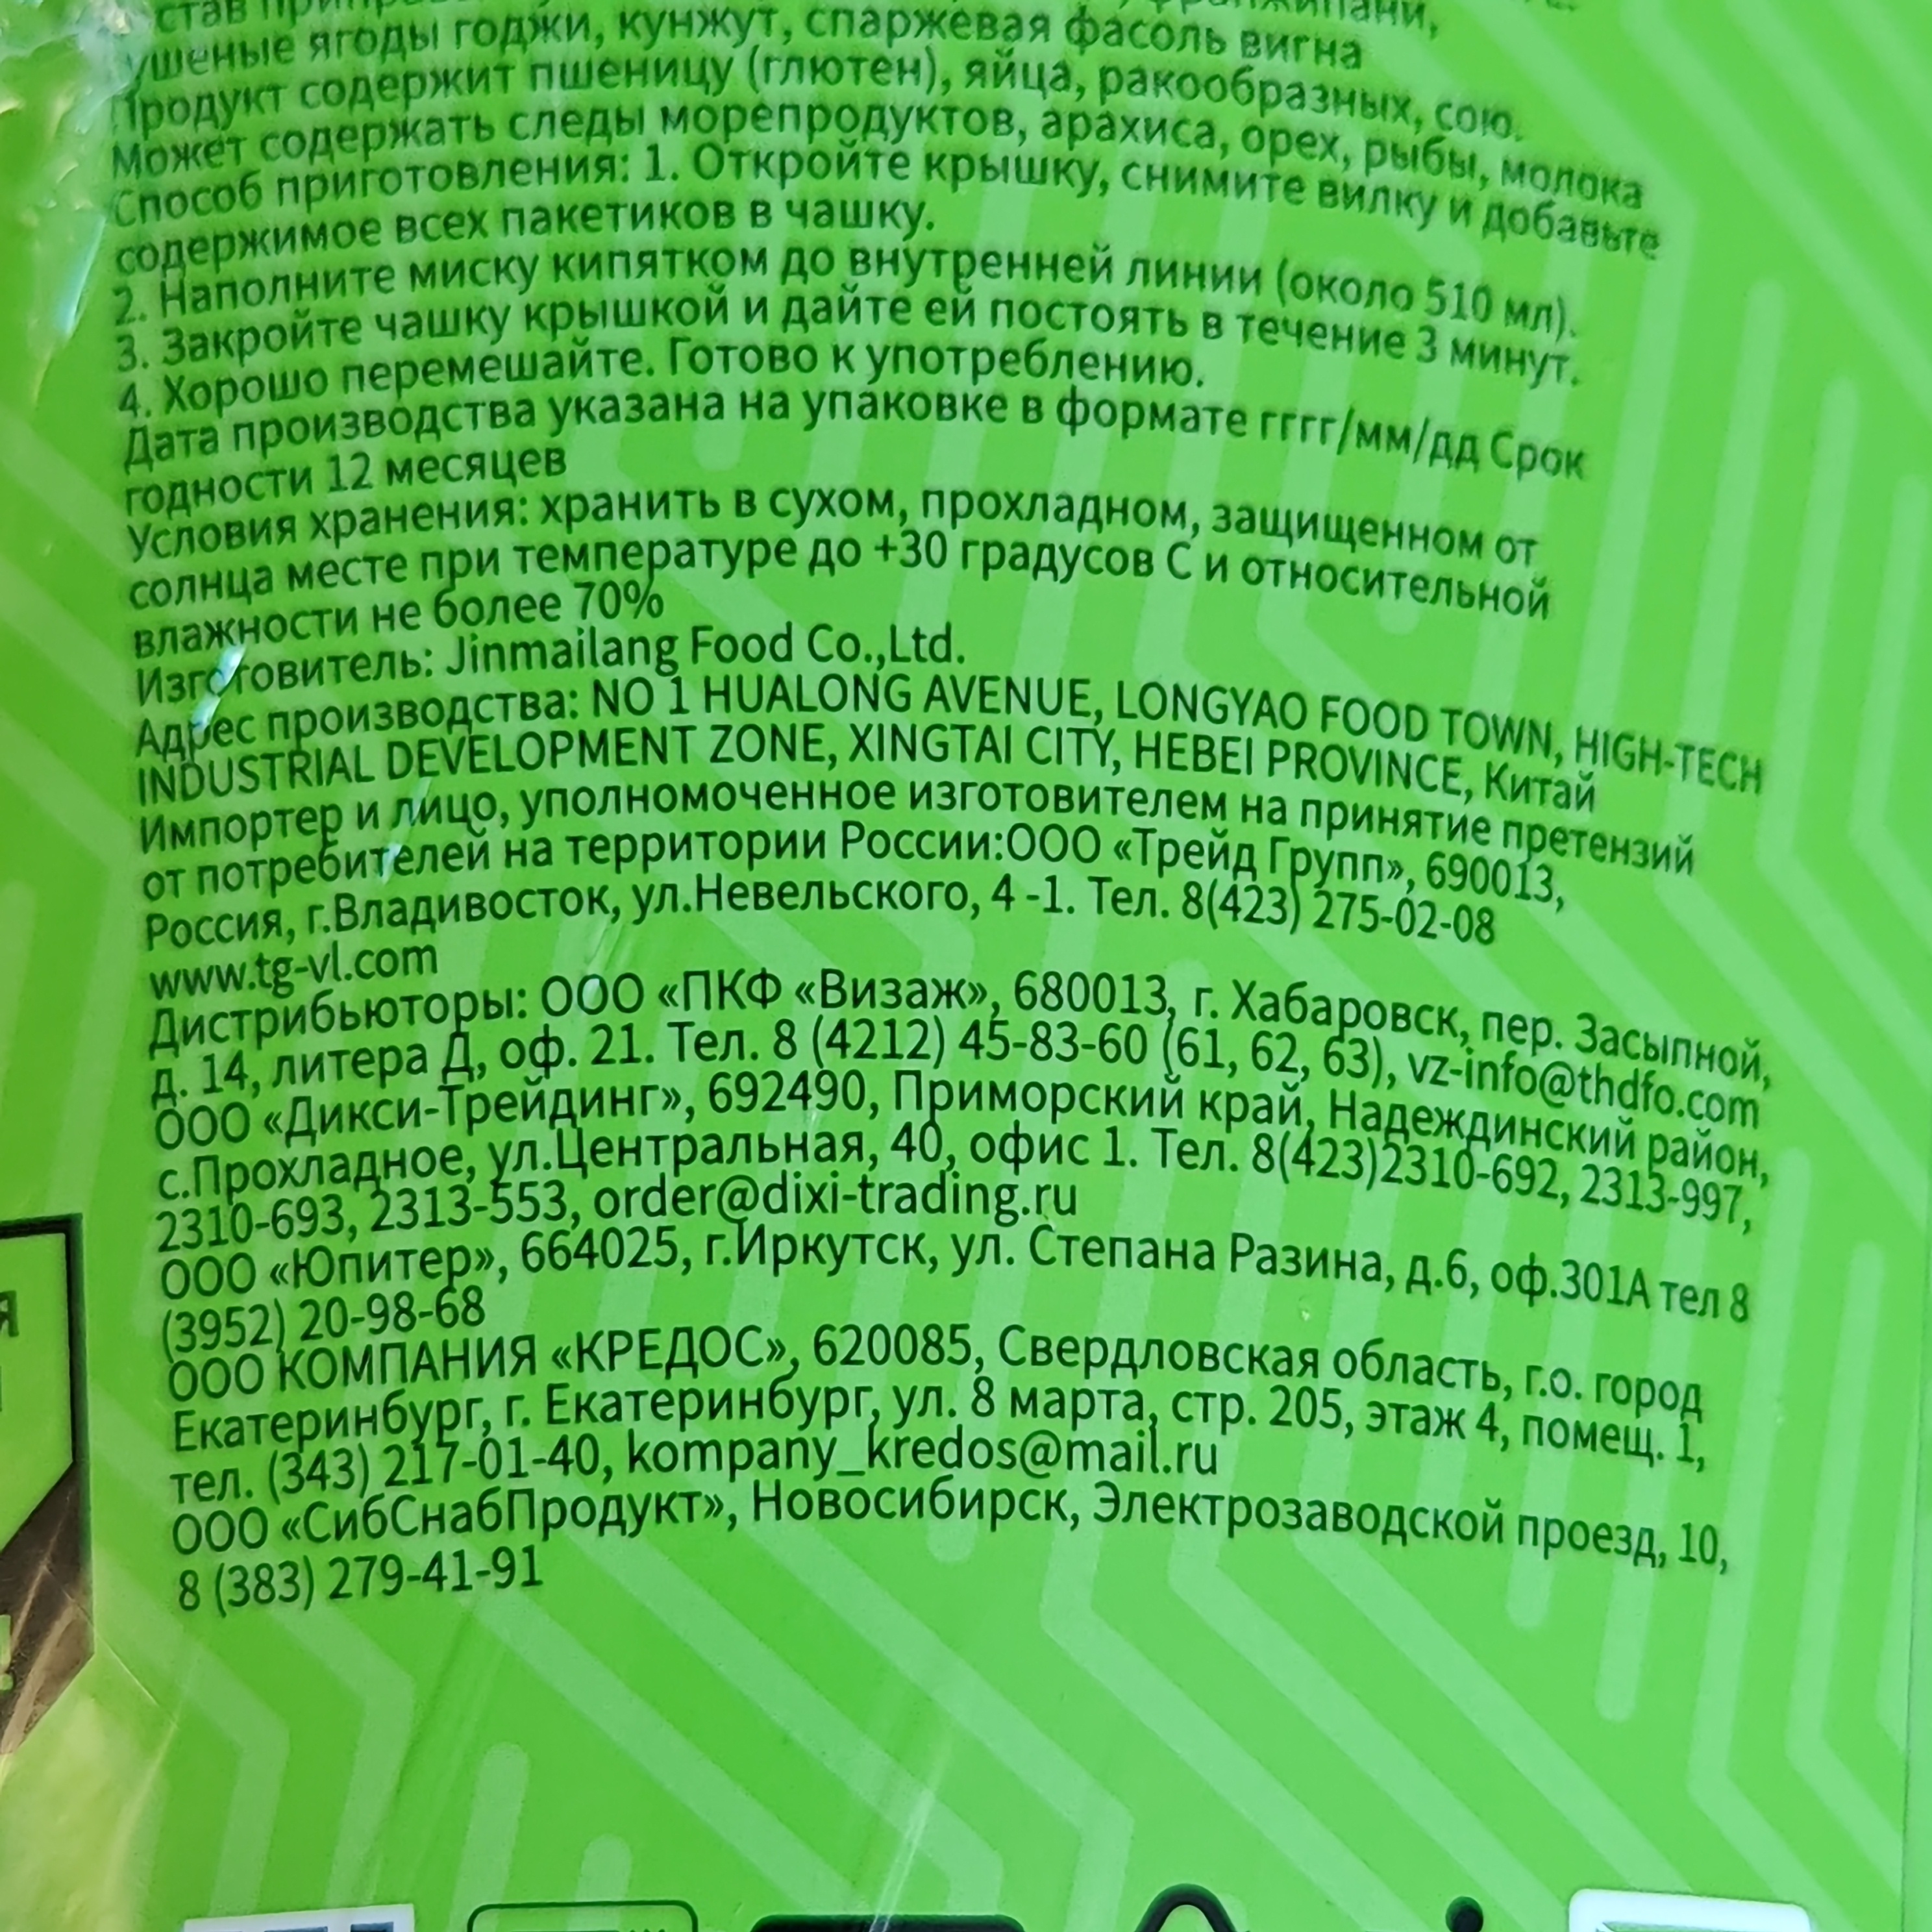 ушеные ягоды годжи, кунжут, спаржевая фасоль вигна
Продукт содержит пшеницу (глютен), яйца, ракообразных, сою.
Может содержать следы морепродуктов, арахиса, орех, рыбы, молока
Способ приготовления: 1. Откройте крышку, снимите вилку и добавьте
содержимое всех пакетиков в чашку.
2. Наполните миску кипятком до внутренней линии (около 510 мл).
3. Закройте чашку крышкой и дайте ей постоять в течение 3 минут.
4. Хорошо перемешайте. Готово к употреблению.
Дата производства указана на упаковке в формате гггг/мм/дд Срок
годности 12 месяцев
Условия хранения: хранить в сухом, прохладном, защищенном от
солнца месте при температуре до +30 градусов С и относительной
влажности не более 70%
Изготовитель: Jinmailang Food Co.,Ltd.
Адрес производства: NO 1 HUALONG AVENUE, LONGYAO FOOD TOWN, HIGH-TECH
INDUSTRIAL DEVELOPMENT ZONE, XINGTAI CITY, HEBEI PROVINCE, Китай
Импортер и лицо, уполномоченное изготовителем на принятие претензий
от потребителей на территории России:ООО «Трейд Групп», 690013,
Россия, г.Владивосток, ул.Невельского, 4 -1. Тел. 8(423) 275-02-08
www.tg-vl.com
Дистрибьюторы: ООО «ПКФ «Визаж», 680013, г. Хабаровск, пер. Засыпной,
д. 14, литера Д, оф. 21. Тел. 8 (4212) 45-83-60 (61, 62, 63), vz-info@thdfo.com
ООО «Дикси-Трейдинг», 692490, Приморский край, Надеждинский район,
с.Прохладное, ул.Центральная, 40, офис 1. Тел. 8(423)2310-692, 2313-997,
2310-693, 2313-553, order@dixi-trading.ru
ООО «Юпитер», 664025, г.Иркутск, ул. Степана Разина, д.6, оф.301А тел 8
(3952) 20-98-68
ООО КОМПАНИЯ «КРЕДОС», 620085, Свердловская область, г.о. город
Екатеринбург, г. Екатеринбург, ул. 8 марта, стр. 205, этаж 4, помещ. 1,
тел. (343) 217-01-40, kompany_kredos@mail.ru
ООО «СибСнабПродукт», Новосибирск, Электрозаводской проезд, 10,
8 (383) 279-41-91